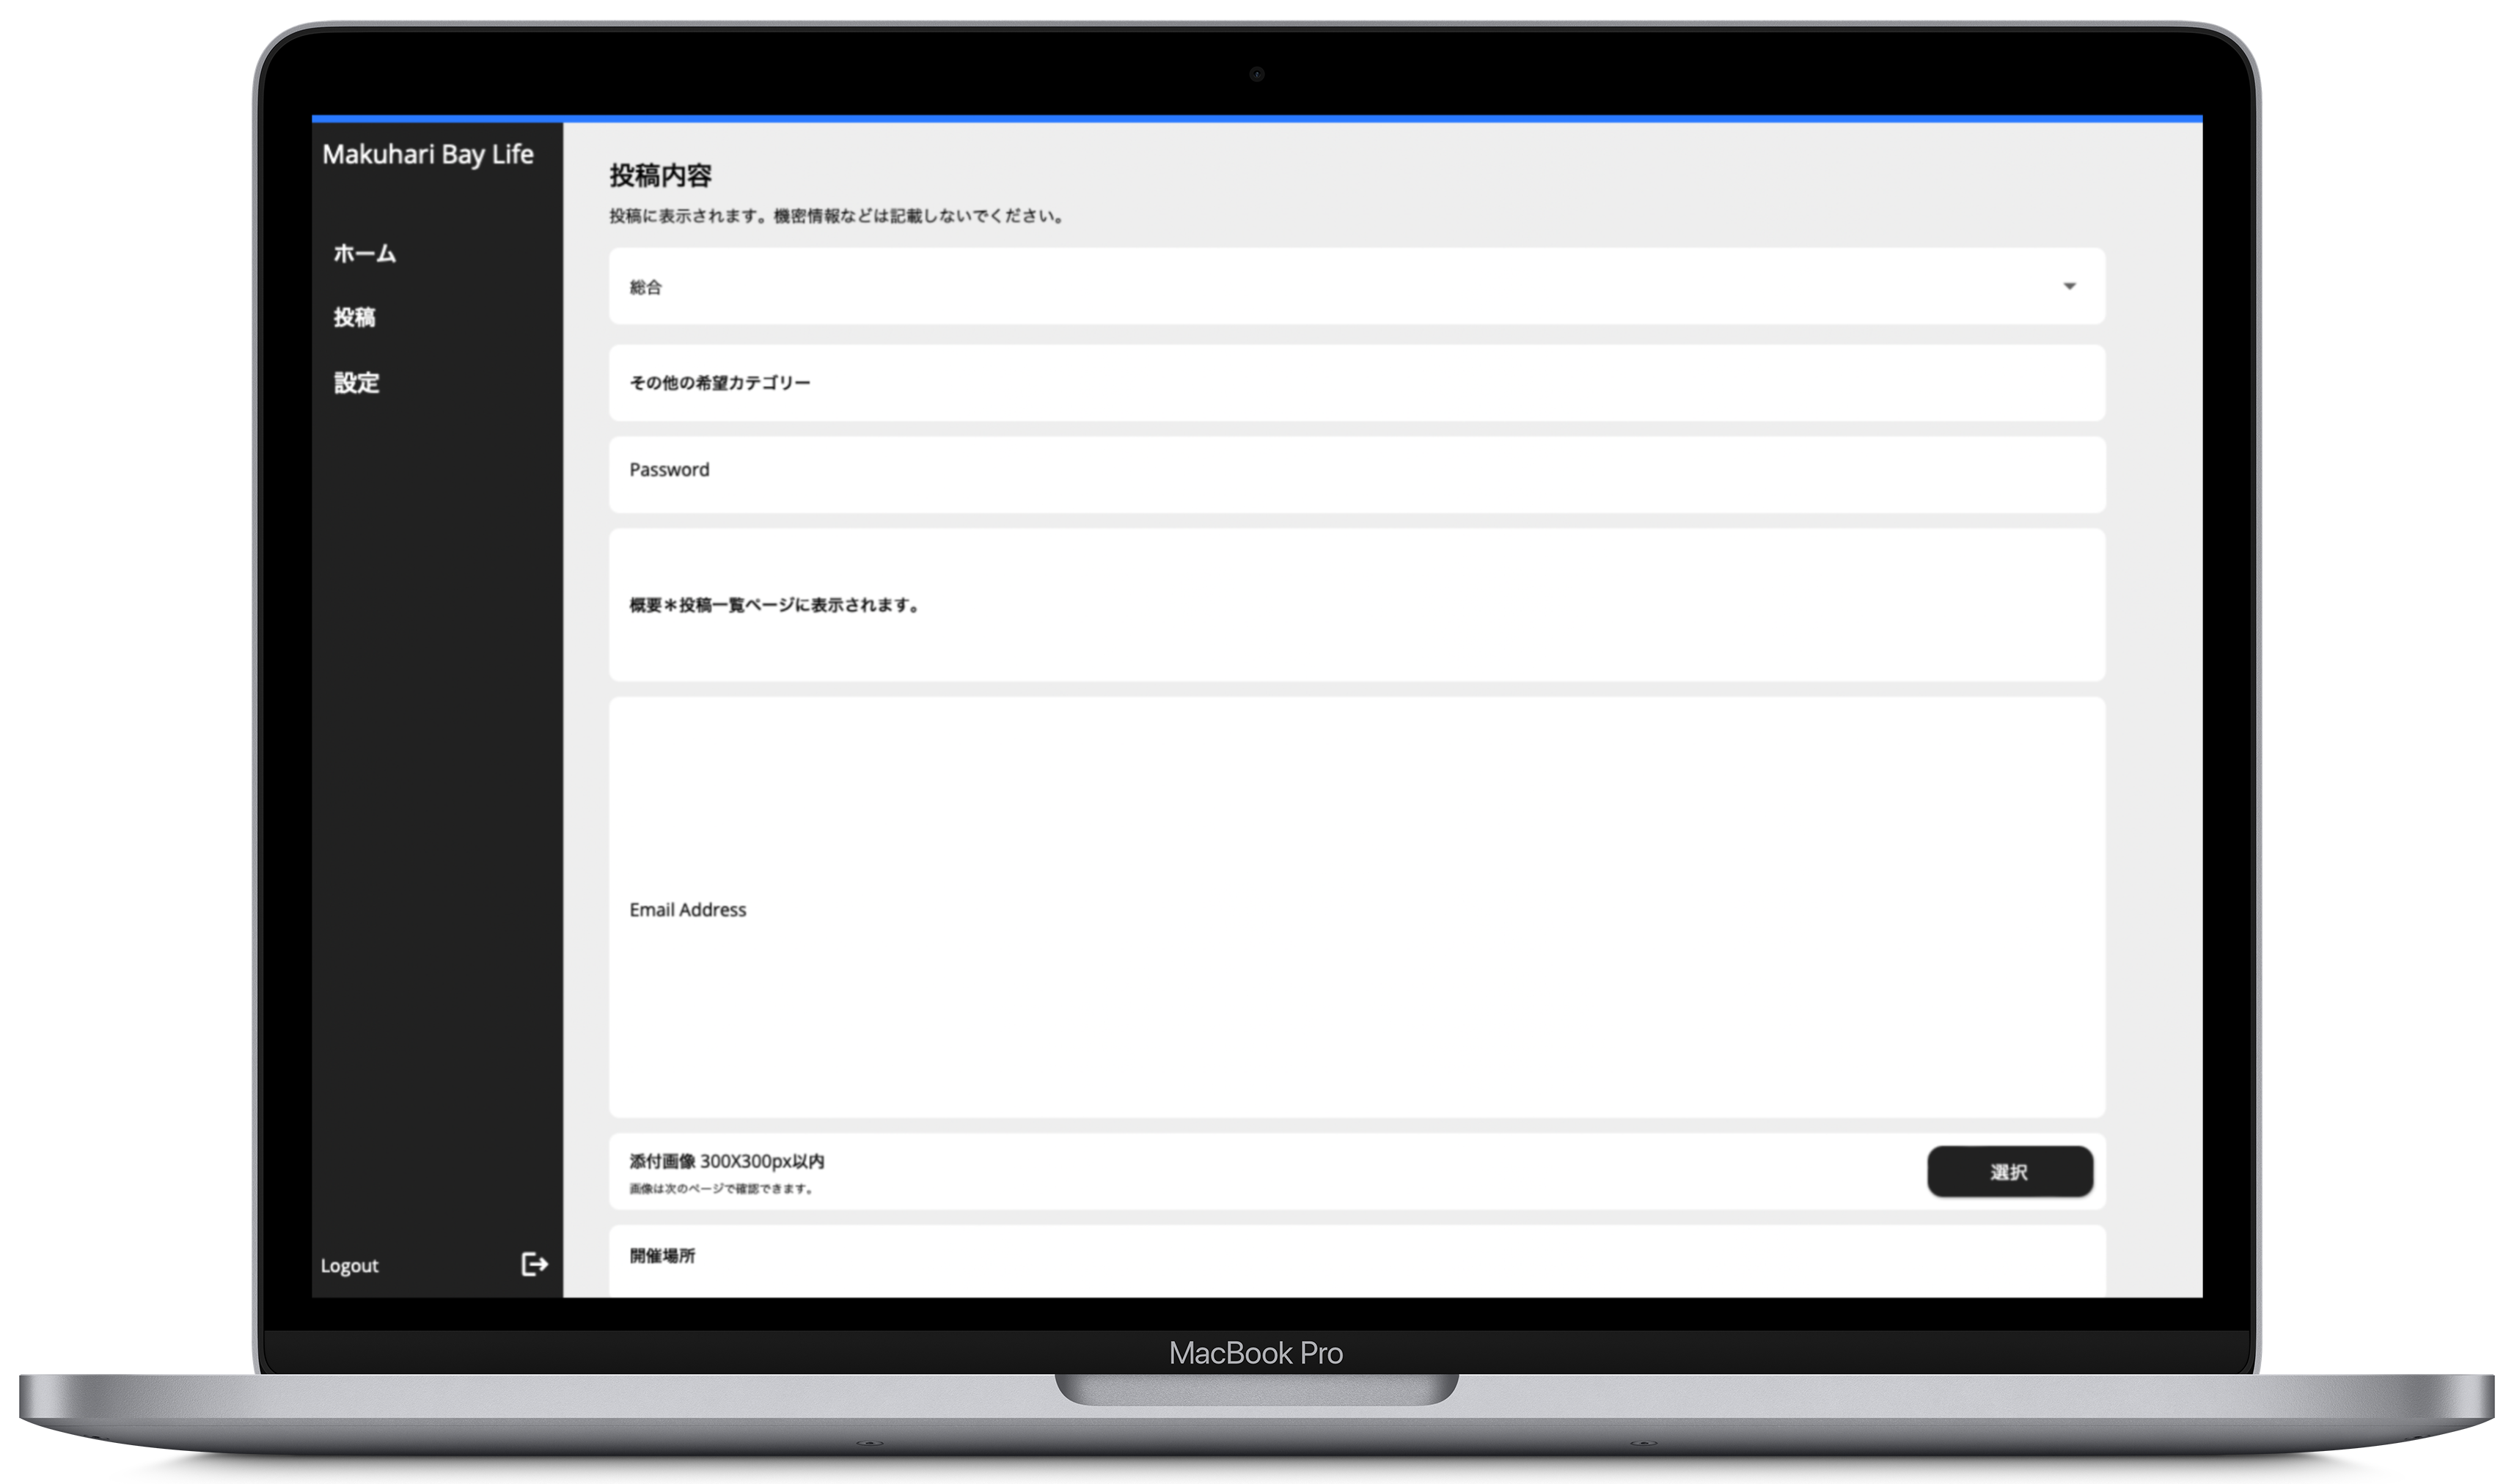 Makuhari Bay Life
ホーム
投稿
設定
Logout
投稿内容
投稿に表示されます。機密情報などは記載しないでください。
総合
その他の希望カテゴリー
Password
概要＊投稿一覧ページに表示されます。
Email Address
添付画像 300X300px以内
画像は次のページで確認できます。
選択
開催場所
MacBook Pro